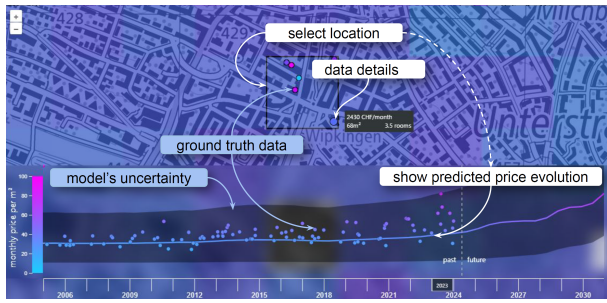 +
−
428
429
select location
data details
2430 CHF/month
68m² 3.5 rooms
Wipkingen
ground truth data
model's uncertainty
show predicted price evolution
monthly price per m²
100
80
60
40
20
0
past future
2006
2009
2012
2015
2018
2021
2023
2024
2027
2030